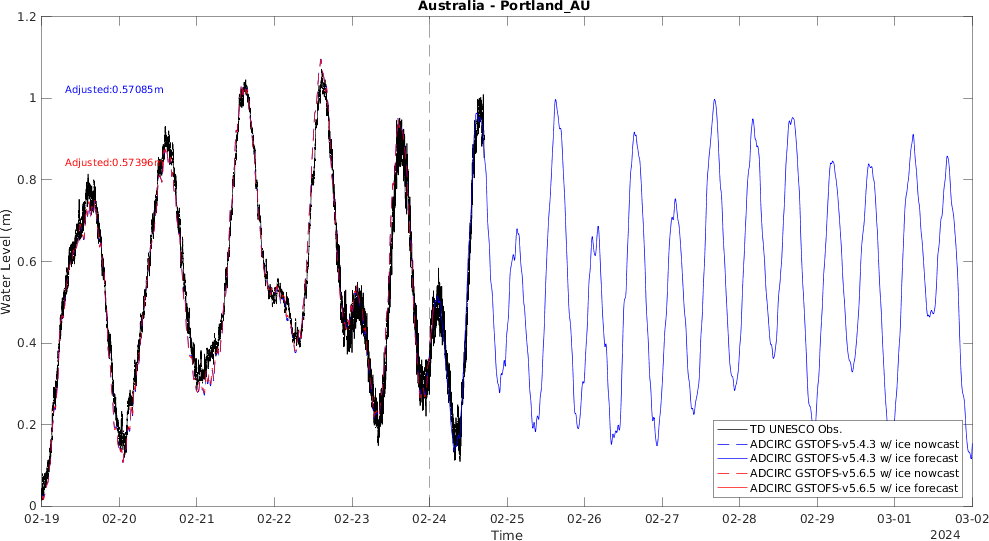 Australia - Portland_AU
1.2
1
0.8
0.6
0.4
0.2
0
Water Level (m)
Adjusted:0.57085m
Adjusted:0.57396m
TD UNESCO Obs.
ADCIRC GSTOFS-v5.4.3 w/ ice nowcast
ADCIRC GSTOFS-v5.4.3 w/ ice forecast
ADCIRC GSTOFS-v5.6.5 w/ ice nowcast
ADCIRC GSTOFS-v5.6.5 w/ ice forecast
02-19 02-20 02-21 02-22 02-23 02-24 02-25 02-26 02-27 02-28 02-29 03-01 03-02
Time
2024